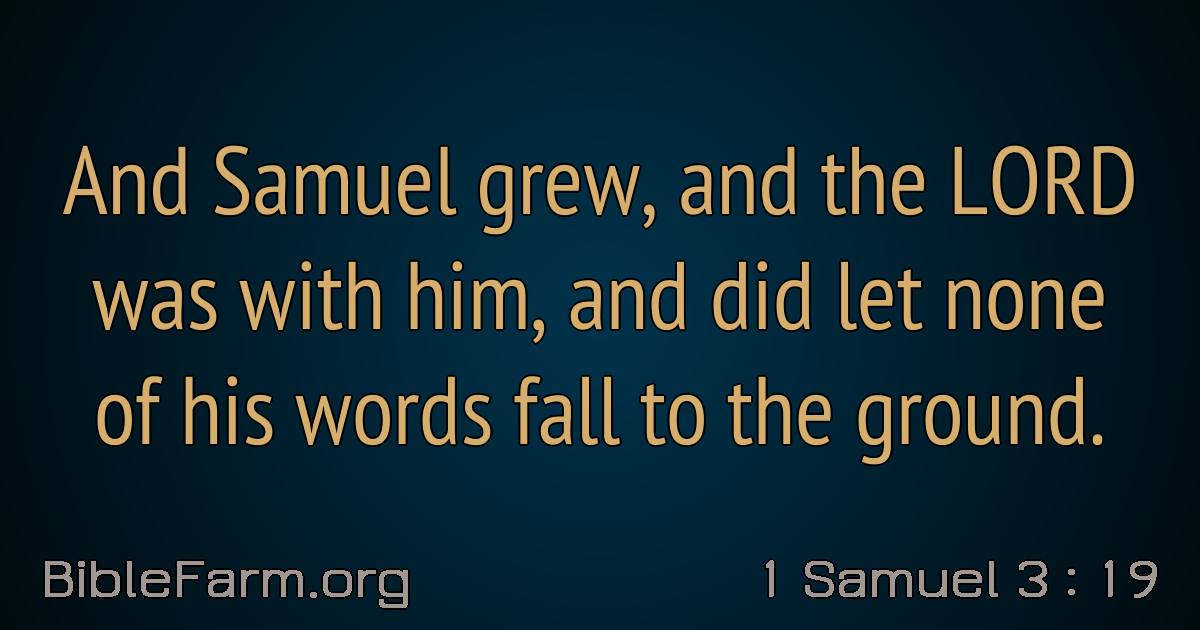 And Samuel grew, and the LORD
was with him, and did let none
of his words fall to the ground.
BibleFarm.org
1 Samuel 3 : 19